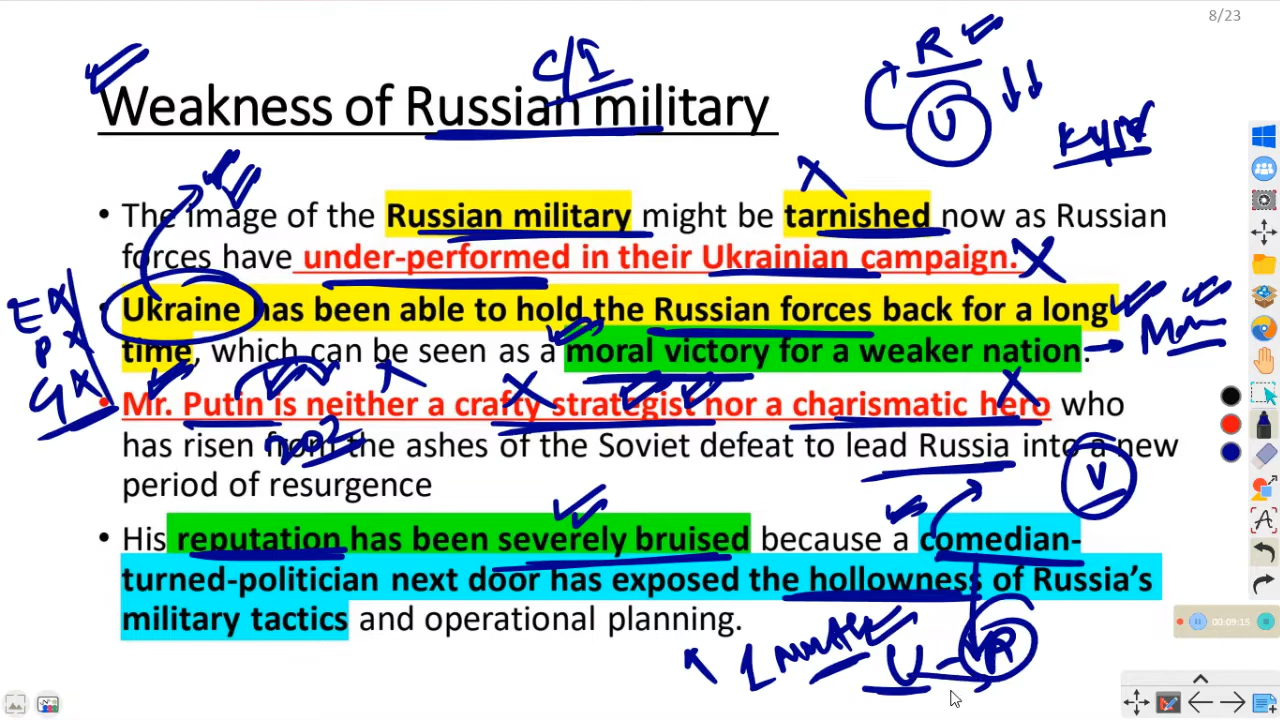 8/23
C/I
R
Weakness of Russian military
U
• The image of the Russian military might be tarnished now as Russian
forces have under-performed in their Ukrainian campaign.
• Ukraine has been able to hold the Russian forces back for a long
time, which can be seen as a moral victory for a weaker nation.
• Mr. Putin is neither a crafty strategist nor a charismatic hero who
has risen from the ashes of the Soviet defeat to lead Russia into a new
period of resurgence
• His reputation has been severely bruised because a comedian-
turned-politician next door has exposed the hollowness of Russia's
military tactics and operational planning.
E
P
G
U
R
00:09:15